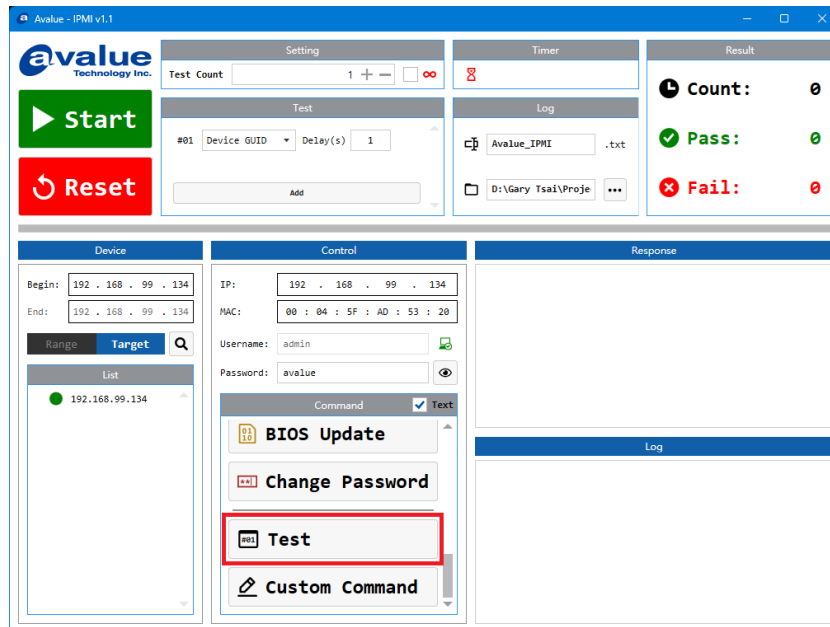 Avalue - IPMI v1.1
avalue
Technology Inc.
Start
Reset
Setting
Test Count
1
Test
#01 Device GUID Delay(s) 1
Add
Timer
Log
Avalue_IPMI .txt
D:\Gary Tsai\Proje
Result
Count: 0
Pass: 0
Fail: 0
Device
Begin: 192 . 168 . 99 . 134
End: 192 . 168 . 99 . 134
Range Target
List
192.168.99.134
Control
IP: 192 . 168 . 99 . 134
MAC: 00 : 04 : 5F : AD : 53 : 20
Username: admin
Password: avalue
Command Text
BIOS Update
Change Password
#01 Test
Custom Command
Response
Log